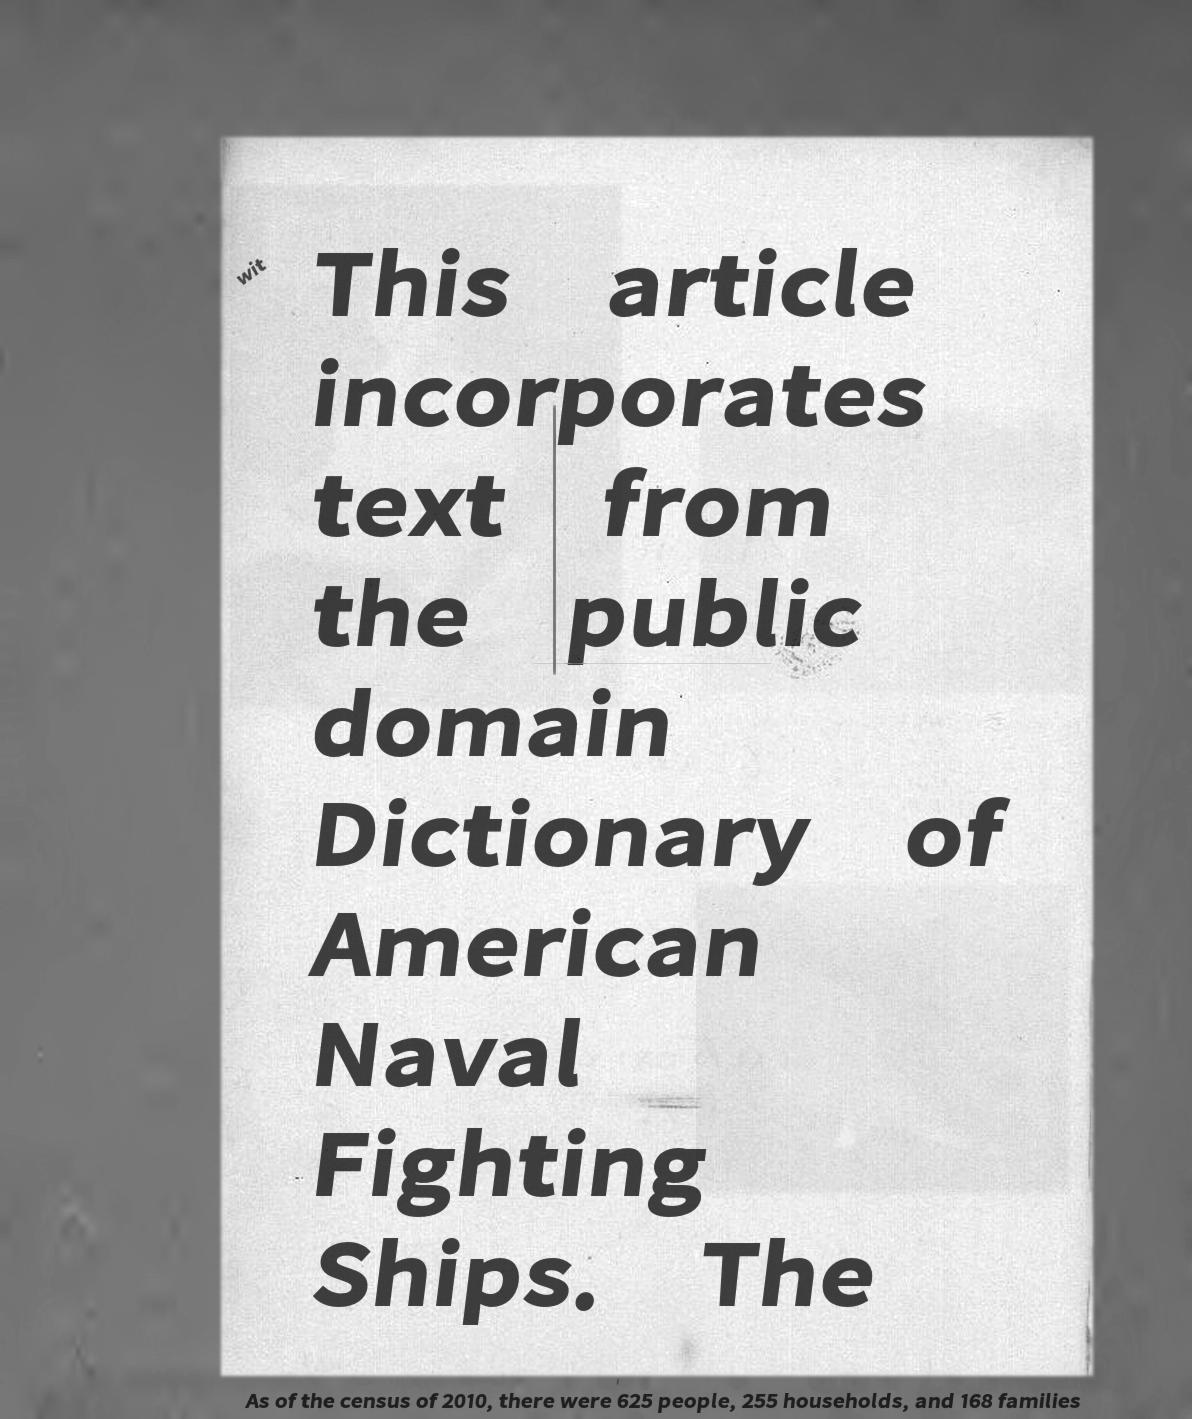 wit
This article
incorporates
text from
the public
domain
Dictionary of
American
Naval
Fighting
Ships. The
As of the census of 2010, there were 625 people, 255 households, and 168 families